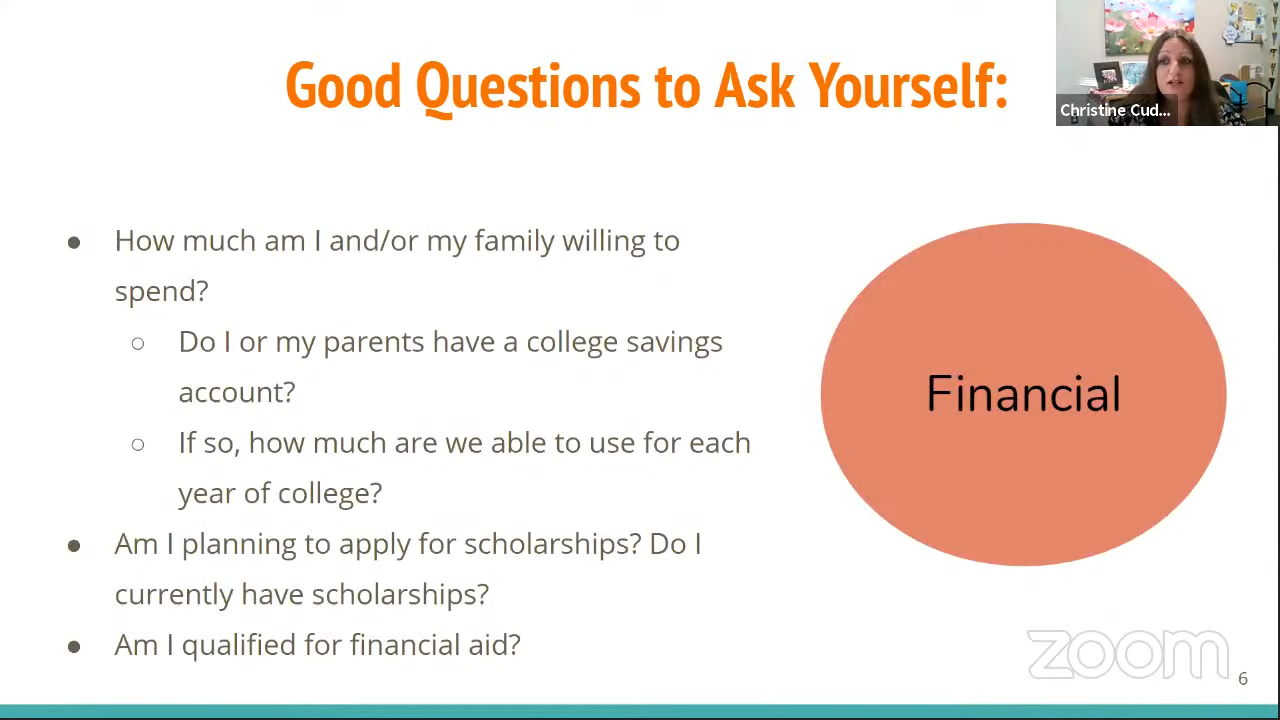 Good Questions to Ask Yourself:
Christine Cud...
● How much am I and/or my family willing to
spend?
○ Do I or my parents have a college savings
account?
○ If so, how much are we able to use for each
year of college?
● Am I planning to apply for scholarships? Do I
currently have scholarships?
● Am I qualified for financial aid?
Financial
zoom
6